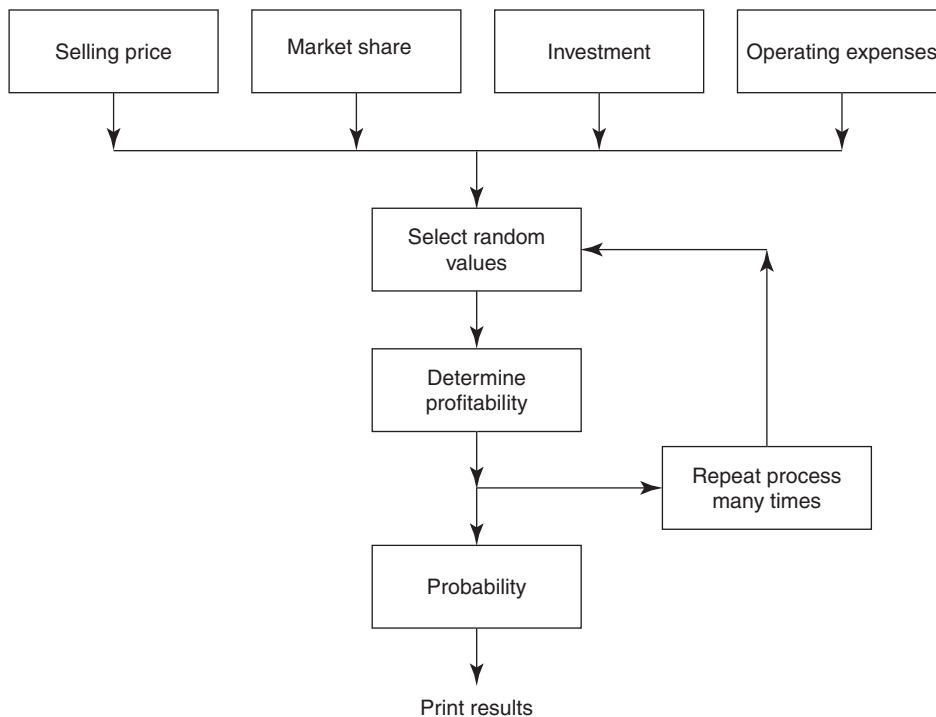 Selling price
Market share
Investment
Operating expenses
Select random
values
Determine
profitability
Repeat process
many times
Probability
Print results